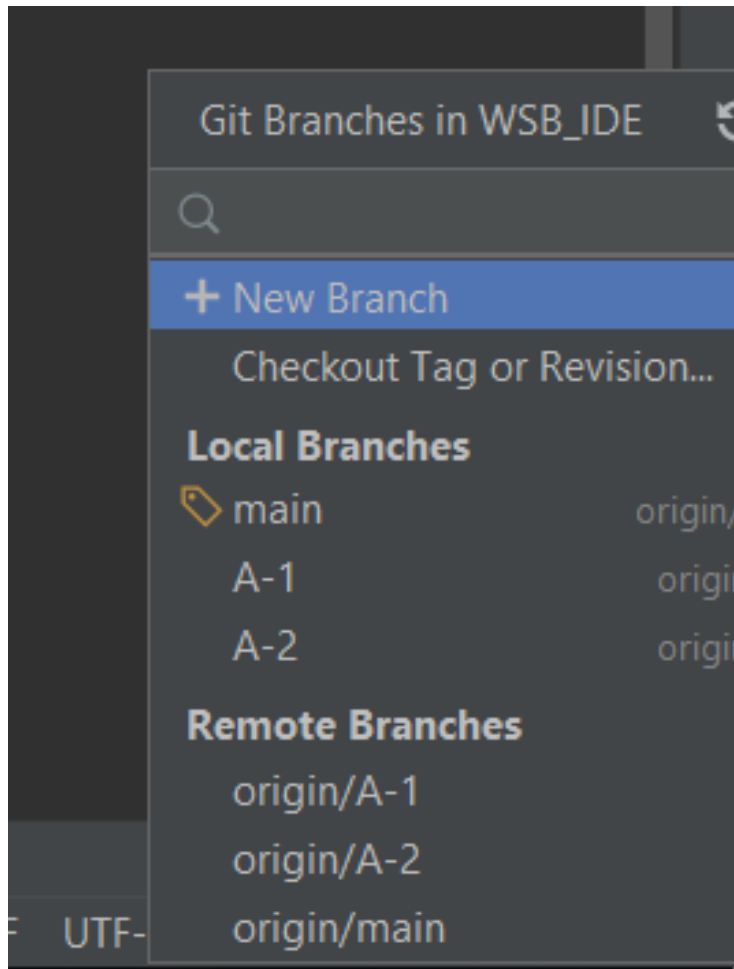 Git Branches in WSB_IDE
+ New Branch
Checkout Tag or Revision...
Local Branches
main origin/
A-1
A-2
Remote Branches
origin/A-1
origin/A-2
origin/main
UTF-